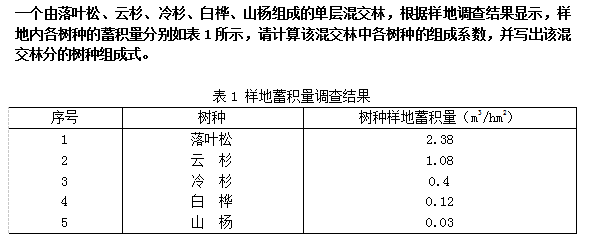 一个由落叶松、云杉、冷杉、白桦、山杨组成的单层混交林，根据样地调查结果显示，样
地内各树种的蓄积量分别如表1所示，请计算该混交林中各树种的组成系数，并写出该混
交林分的树种组成式。
表1 样地蓄积量调查结果
序号 树种 树种样地蓄积量（m³/hm²）
1 落叶松 2.38
2 云 杉 1.08
3 冷 杉 0.4
4 白 桦 0.12
5 山 杨 0.03